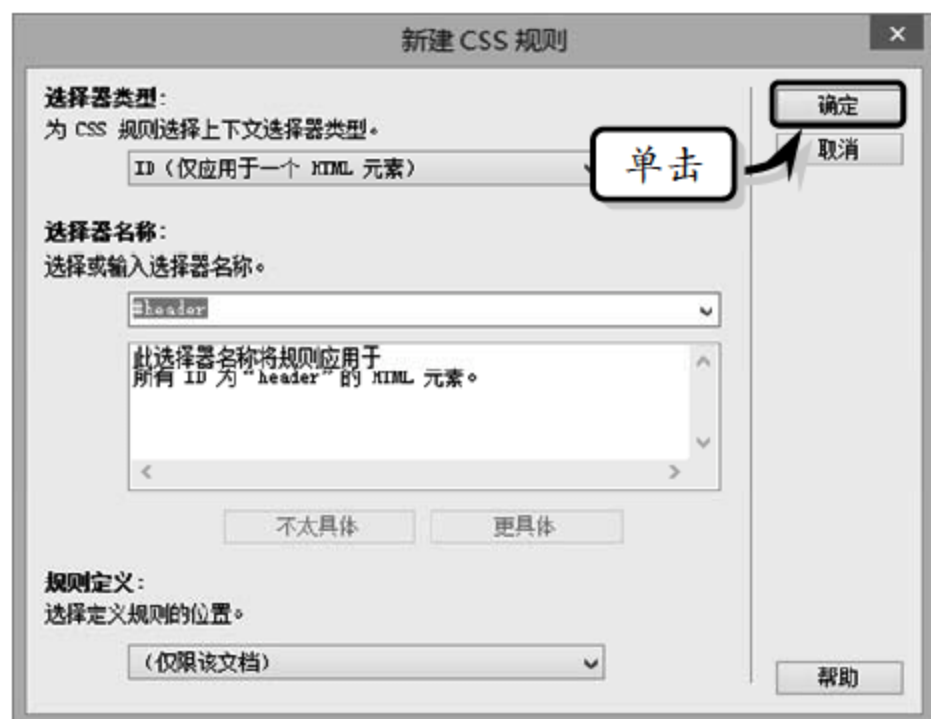 新建 CSS 规则
选择器类型:
为 CSS 规则选择上下文选择器类型。
ID（仅应用于一个 HTML 元素）
选择器名称:
选择或输入选择器名称。
#header
此选择器名称将规则应用于
所有 ID 为“header”的 HTML 元素。
不太具体
更具体
规则定义:
选择定义规则的位置。
（仅限该文档）
确定
取消
单击
帮助